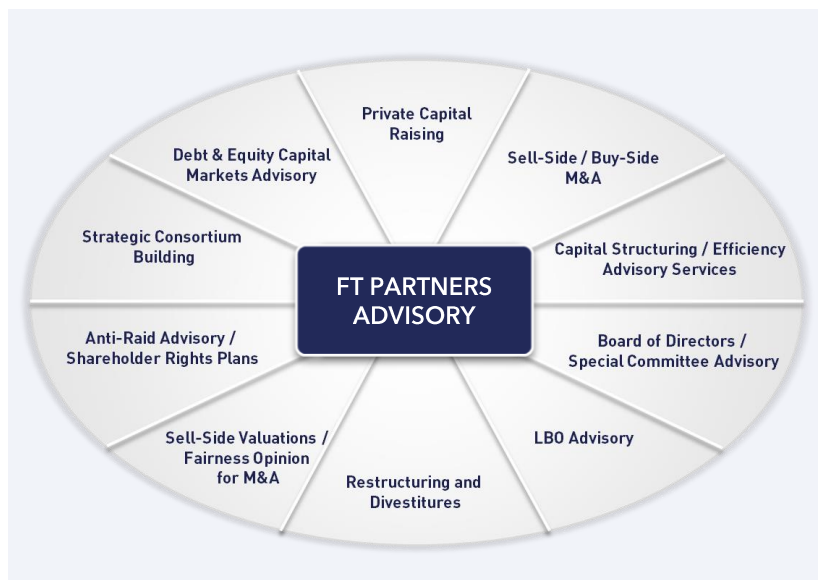 Private Capital
Raising
Sell-Side / Buy-Side
M&A
Capital Structuring / Efficiency
Advisory Services
Board of Directors /
Special Committee Advisory
LBO Advisory
Restructuring and
Divestitures
Sell-Side Valuations /
Fairness Opinion
for M&A
Anti-Raid Advisory /
Shareholder Rights Plans
Strategic Consortium
Building
Debt & Equity Capital
Markets Advisory
FT PARTNERS
ADVISORY